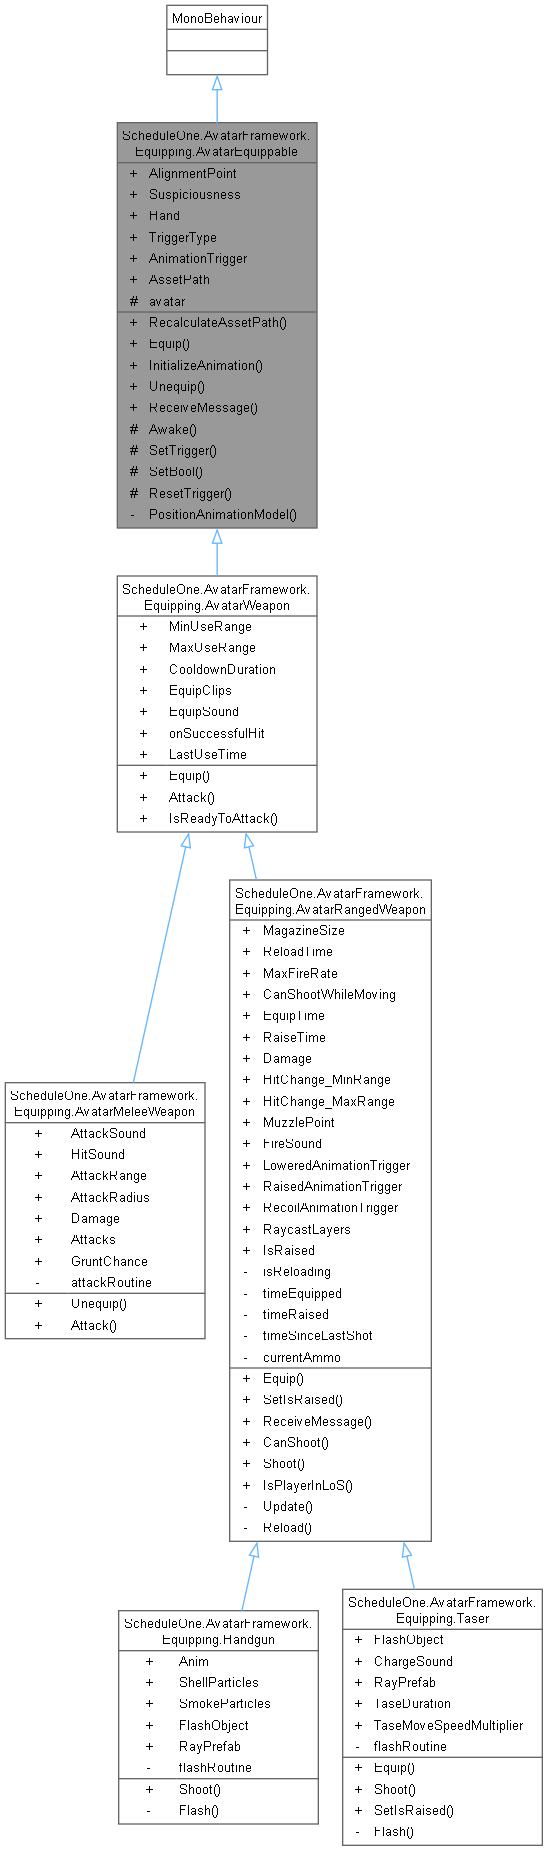 MonoBehaviour
ScheduleOne.AvatarFramework.
Equipping.AvatarEquippable
+ AlignmentPoint
+ Suspiciousness
+ Hand
+ TriggerType
+ AnimationTrigger
+ AssetPath
# avatar
+ RecalculateAssetPath()
+ Equip()
+ InitializeAnimation()
+ Unequip()
+ ReceiveMessage()
# Awake()
# SetTrigger()
# SetBool()
# ResetTrigger()
- PositionAnimationModel()
ScheduleOne.AvatarFramework.
Equipping.AvatarWeapon
+ MinUseRange
+ MaxUseRange
+ CooldownDuration
+ EquipClips
+ EquipSound
+ onSuccessfulHit
+ LastUseTime
+ Equip()
+ Attack()
+ IsReadyToAttack()
ScheduleOne.AvatarFramework.
Equipping.AvatarMeleeWeapon
+ AttackSound
+ HitSound
+ AttackRange
+ AttackRadius
+ Damage
+ Attacks
+ GruntChance
- attackRoutine
+ Unequip()
+ Attack()
ScheduleOne.AvatarFramework.
Equipping.AvatarRangedWeapon
+ MagazineSize
+ ReloadTime
+ MaxFireRate
+ CanShootWhileMoving
+ EquipTime
+ RaiseTime
+ Damage
+ HitChange_MinRange
+ HitChange_MaxRange
+ MuzzlePoint
+ FireSound
+ LoweredAnimationTrigger
+ RaisedAnimationTrigger
+ RecoilAnimationTrigger
+ RaycastLayers
+ IsRaised
- isReloading
- timeEquipped
- timeRaised
- timeSinceLastShot
- currentAmmo
+ Equip()
+ SetIsRaised()
+ ReceiveMessage()
+ CanShoot()
+ Shoot()
+ IsPlayerInLoS()
- Update()
- Reload()
ScheduleOne.AvatarFramework.
Equipping.Handgun
+ Anim
+ ShellParticles
+ SmokeParticles
+ FlashObject
+ RayPrefab
- flashRoutine
+ Shoot()
- Flash()
ScheduleOne.AvatarFramework.
Equipping.Taser
+ FlashObject
+ ChargeSound
+ RayPrefab
+ TaseDuration
+ TaseMoveSpeedMultiplier
- flashRoutine
+ Equip()
+ Shoot()
+ SetIsRaised()
- Flash()